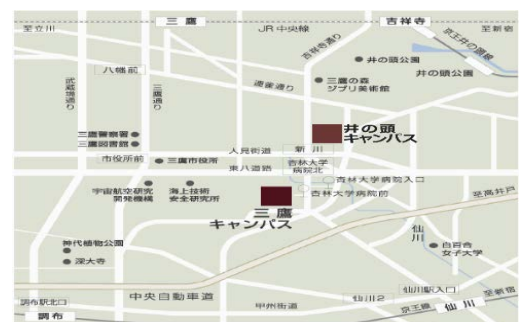 至立川
三鷹
JR中央線
吉祥寺
至新宿
京王井の頭線
吉祥寺通り
井の頭公園
井の頭公園
八幡前
連雀通り
三鷹の森
ジブリ美術館
武蔵境通り
三鷹通り
三鷹警察署
三鷹図書館
井の頭
キャンパス
人見街道
新川
市役所前
三鷹市役所
東八道路
杏林大学
病院北
杏林大学病院入口
宇宙航空研究
開発機構
海上技術
安全研究所
杏林大学病院前
至高井戸
三鷹
キャンパス
神代植物公園
深大寺
仙川
白百合
女子大学
中央自動車道
仙川駅入口
至新宿
調布駅北口
甲州街道
仙川2
京王線
仙川
調布